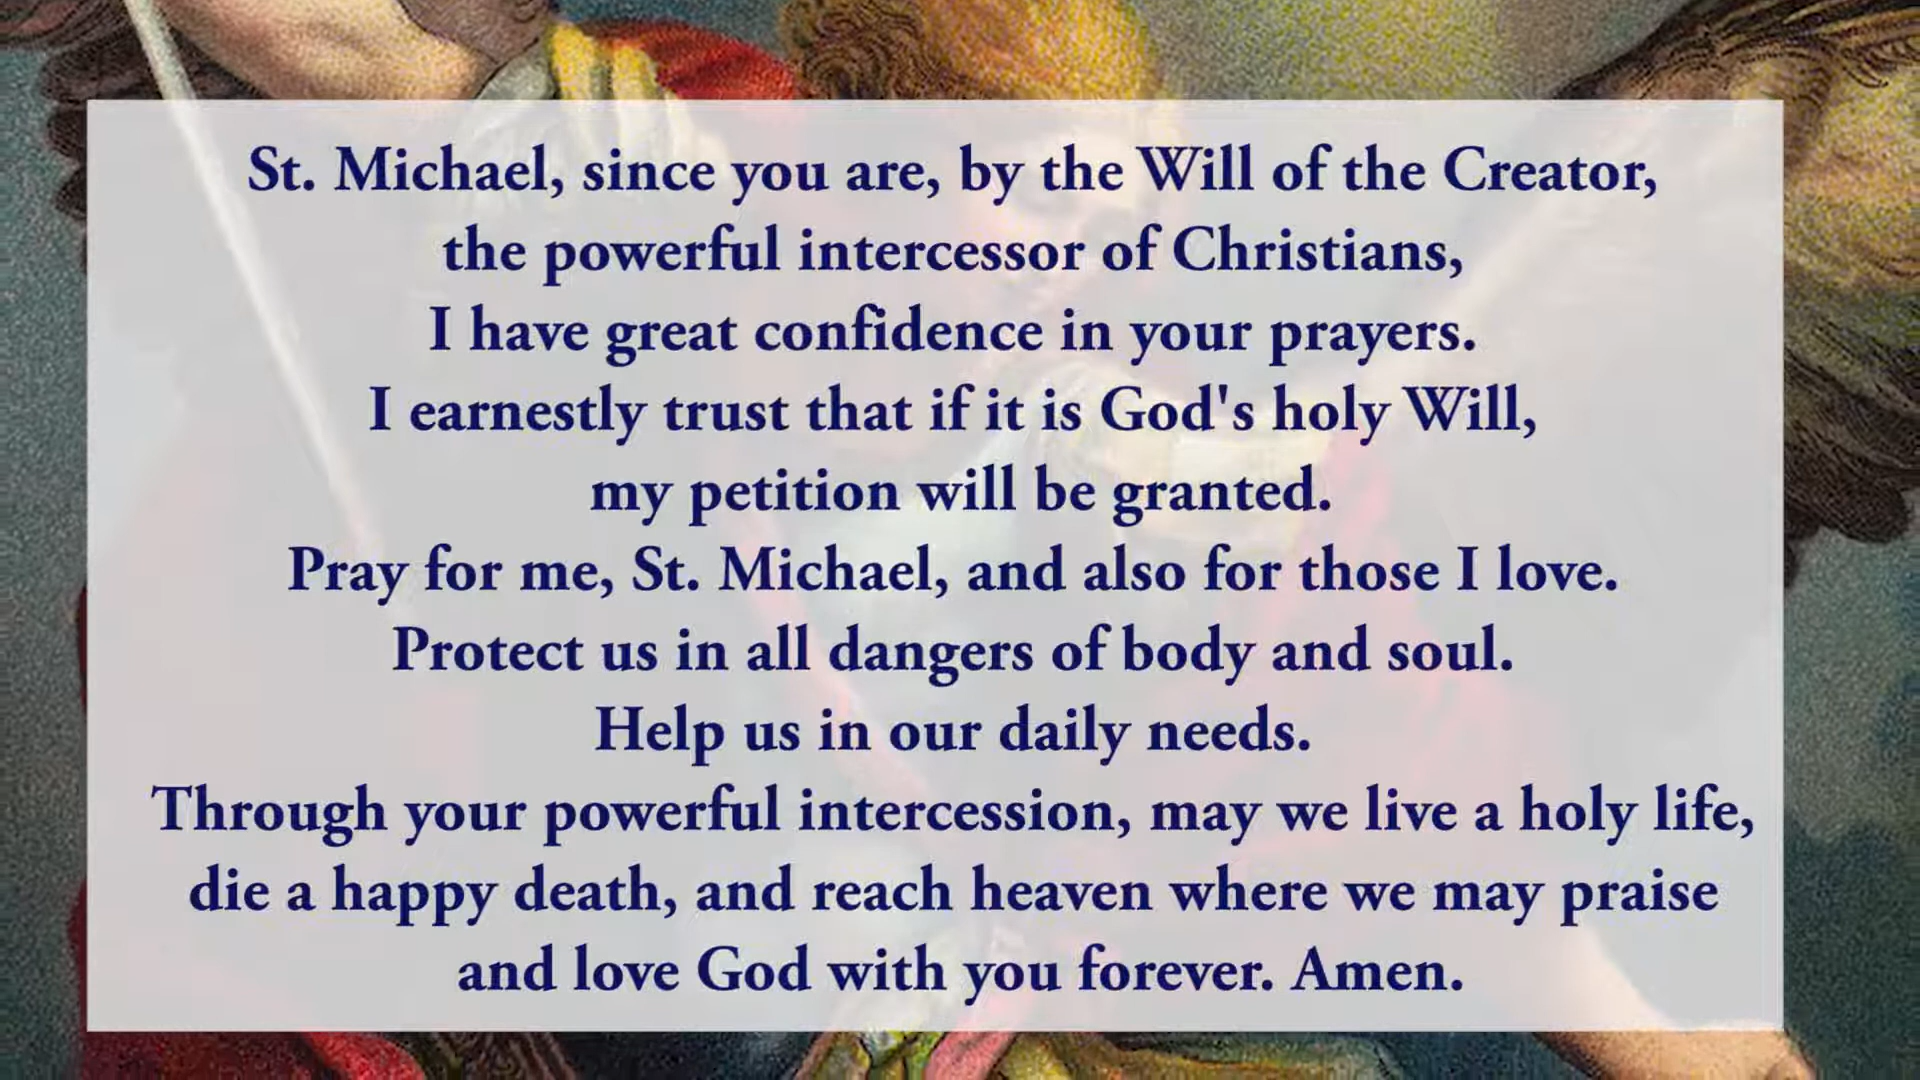 St. Michael, since you are, by the Will of the Creator,
the powerful intercessor of Christians,
I have great confidence in your prayers.
I earnestly trust that if it is God's holy Will,
my petition will be granted.
Pray for me, St. Michael, and also for those I love.
Protect us in all dangers of body and soul.
Help us in our daily needs.
Through your powerful intercession, may we live a holy life,
die a happy death, and reach heaven where we may praise
and love God with you forever. Amen.